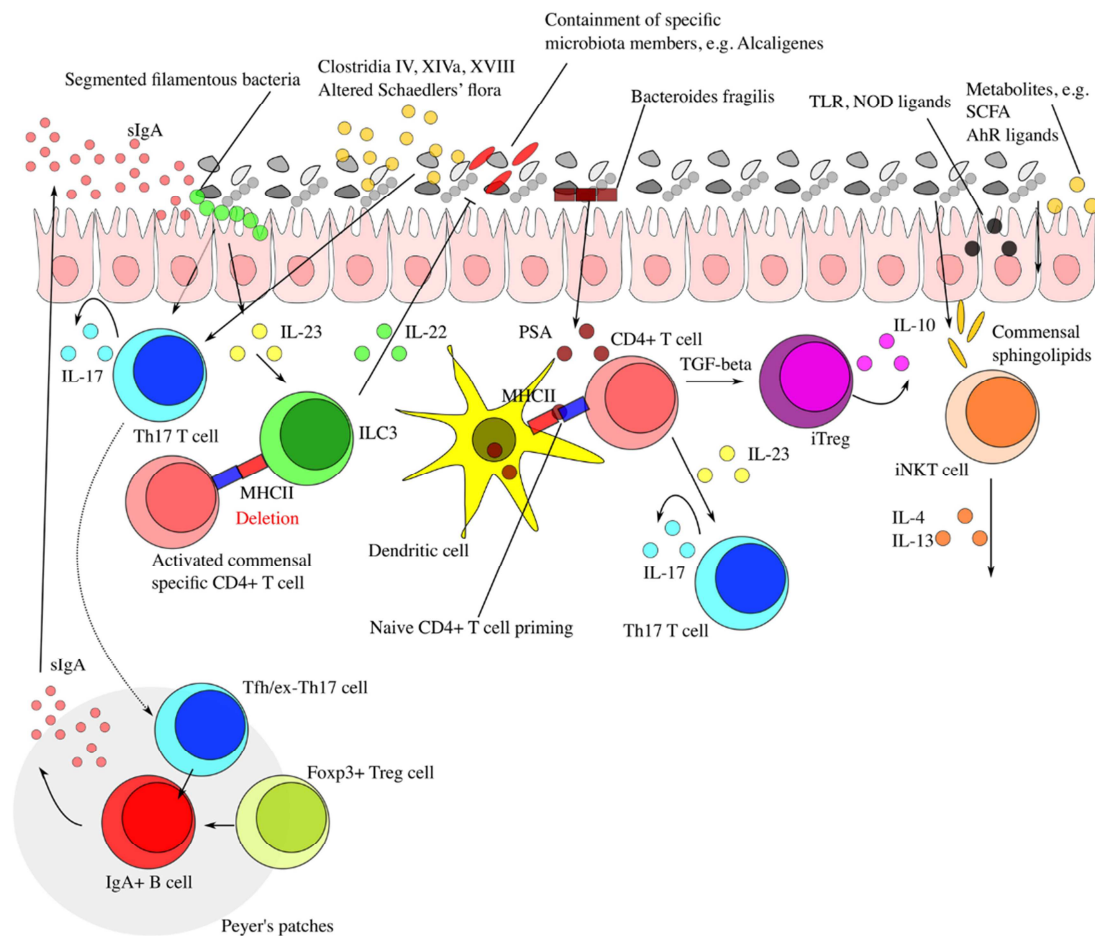 Containment of specific
microbiota members, e.g. Alcaligenes
Segmented filamentous bacteria
Clostridia IV, XIVa, XVIII
Altered Schaedlers' flora
Bacteroides fragilis
TLR, NOD ligands
Metabolites, e.g.
SCFA
AhR ligands
sIgA
IL-17
Th17 T cell
IL-23
IL-22
ILC3
MHCII
Deletion
Activated commensal
specific CD4+ T cell
PSA
CD4+ T cell
MHCII
TGF-beta
Dendritic cell
Naive CD4+ T cell priming
IL-23
IL-17
Th17 T cell
iTreg
IL-10
Commensal
sphingolipids
iNKT cell
IL-4
IL-13
sIgA
Tfh/ex-Th17 cell
Foxp3+ Treg cell
IgA+ B cell
Peyer's patches